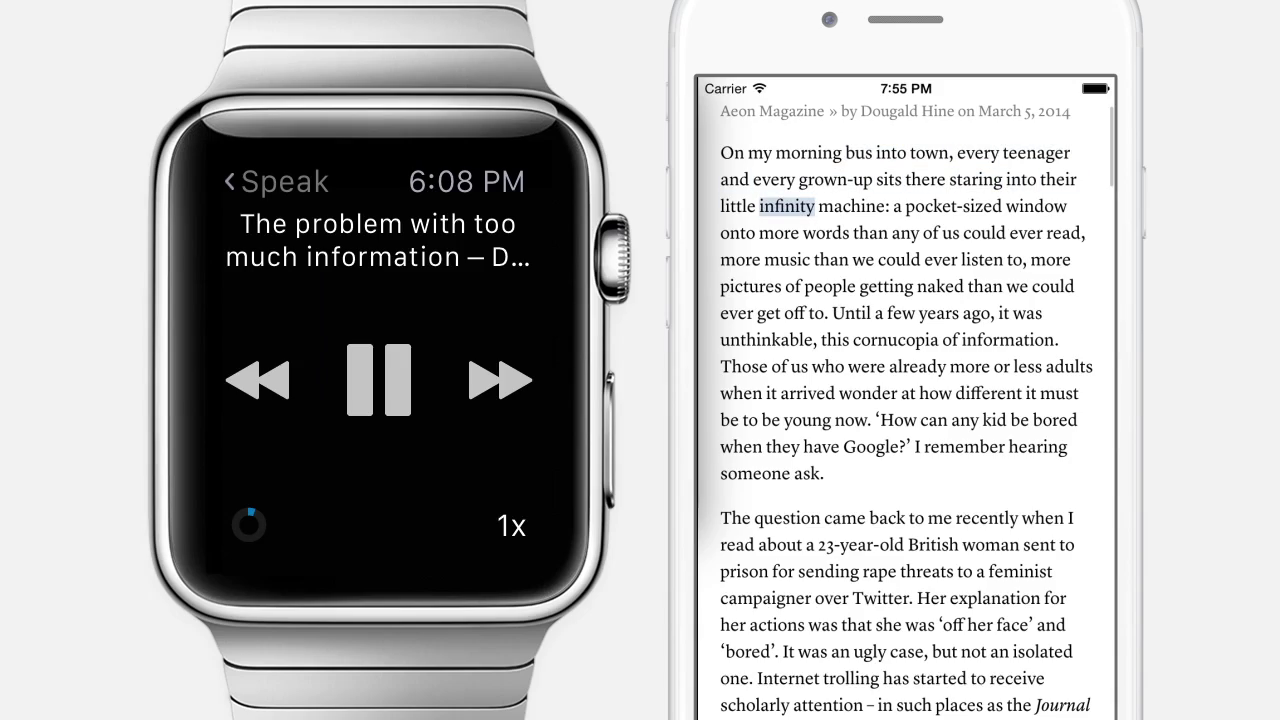 ‹ Speak 6:08 PM
The problem with too
much information – D...
1x
Carrier 7:55 PM
Aeon Magazine » by Dougald Hine on March 5, 2014
On my morning bus into town, every teenager
and every grown-up sits there staring into their
little infinity machine: a pocket-sized window
onto more words than any of us could ever read,
more music than we could ever listen to, more
pictures of people getting naked than we could
ever get off to. Until a few years ago, it was
unthinkable, this cornucopia of information.
Those of us who were already more or less adults
when it arrived wonder at how different it must
be to be young now. ‘How can any kid be bored
when they have Google?’ I remember hearing
someone ask.
The question came back to me recently when I
read about a 23-year-old British woman sent to
prison for sending rape threats to a feminist
campaigner over Twitter. Her explanation for
her actions was that she was ‘off her face’ and
‘bored’. It was an ugly case, but not an isolated
one. Internet trolling has started to receive
scholarly attention – in such places as the Journal